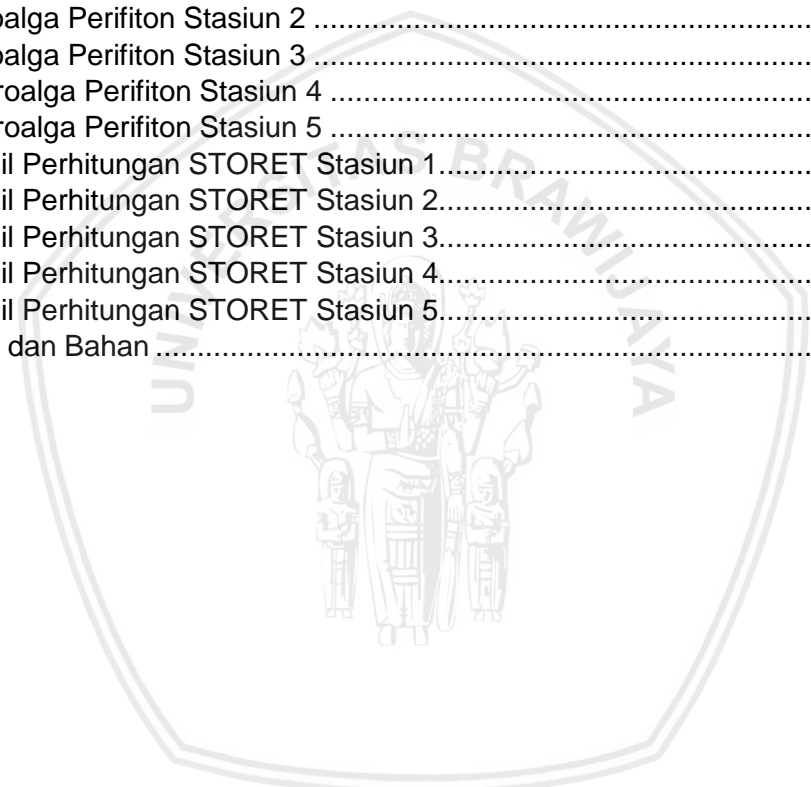 oalga Perifiton Stasiun 2 ........................................................
oalga Perifiton Stasiun 3 ........................................................
roalga Perifiton Stasiun 4 ......................................................
roalga Perifiton Stasiun 5 ......................................................
il Perhitungan STORET Stasiun 1............................................
il Perhitungan STORET Stasiun 2............................................
il Perhitungan STORET Stasiun 3............................................
il Perhitungan STORET Stasiun 4............................................
il Perhitungan STORET Stasiun 5............................................
dan Bahan ...........................................................................
UNIVERSITAS BRAWIJAYA